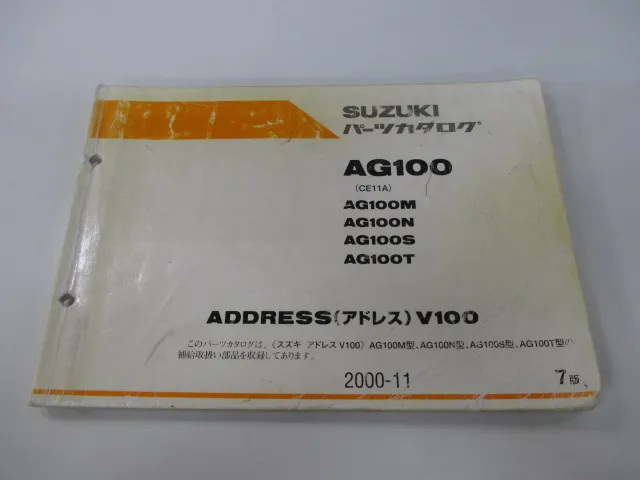 SUZUKI
パーツカタログ
AG100
(CE11A)
AG100M
AG100N
AG100S
AG100T
ADDRESS(アドレス)V100
このパーツカタログは、(スズキ アドレス V100) AG100M型、AG100N型、AG100S型、AG100T型の
補給取扱い部品を収録してあります。
2000-11
7版